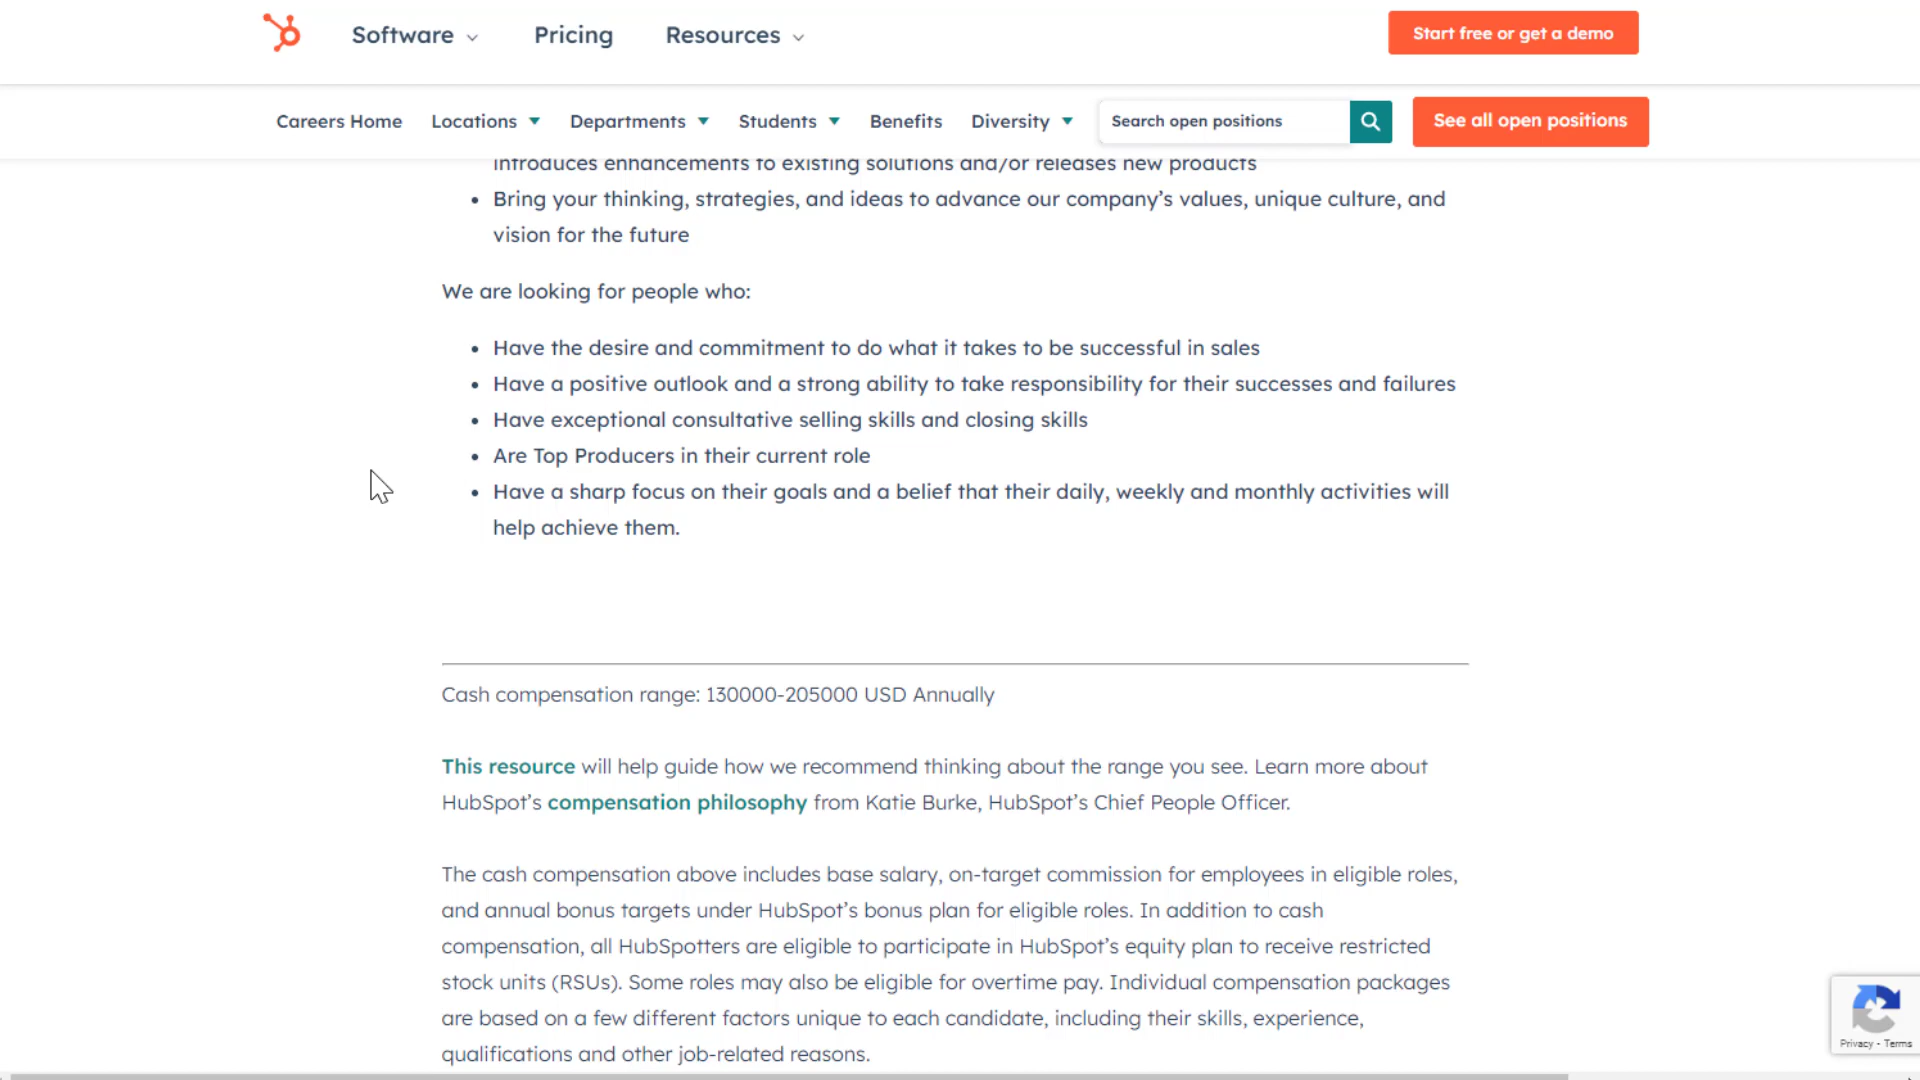 Software
Pricing
Resources
Start free or get a demo
Careers Home
Locations
Departments
Students
Benefits
Diversity
Search open positions
See all open positions
introduces enhancements to existing solutions and/or releases new products
Bring your thinking, strategies, and ideas to advance our company’s values, unique culture, and
vision for the future
We are looking for people who:
Have the desire and commitment to do what it takes to be successful in sales
Have a positive outlook and a strong ability to take responsibility for their successes and failures
Have exceptional consultative selling skills and closing skills
Are Top Producers in their current role
Have a sharp focus on their goals and a belief that their daily, weekly and monthly activities will
help achieve them.
Cash compensation range: 130000-205000 USD Annually
This resource will help guide how we recommend thinking about the range you see. Learn more about
HubSpot’s compensation philosophy from Katie Burke, HubSpot’s Chief People Officer.
The cash compensation above includes base salary, on-target commission for employees in eligible roles,
and annual bonus targets under HubSpot’s bonus plan for eligible roles. In addition to cash
compensation, all HubSpotters are eligible to participate in HubSpot’s equity plan to receive restricted
stock units (RSUs). Some roles may also be eligible for overtime pay. Individual compensation packages
are based on a few different factors unique to each candidate, including their skills, experience,
qualifications and other job-related reasons.
Privacy - Terms